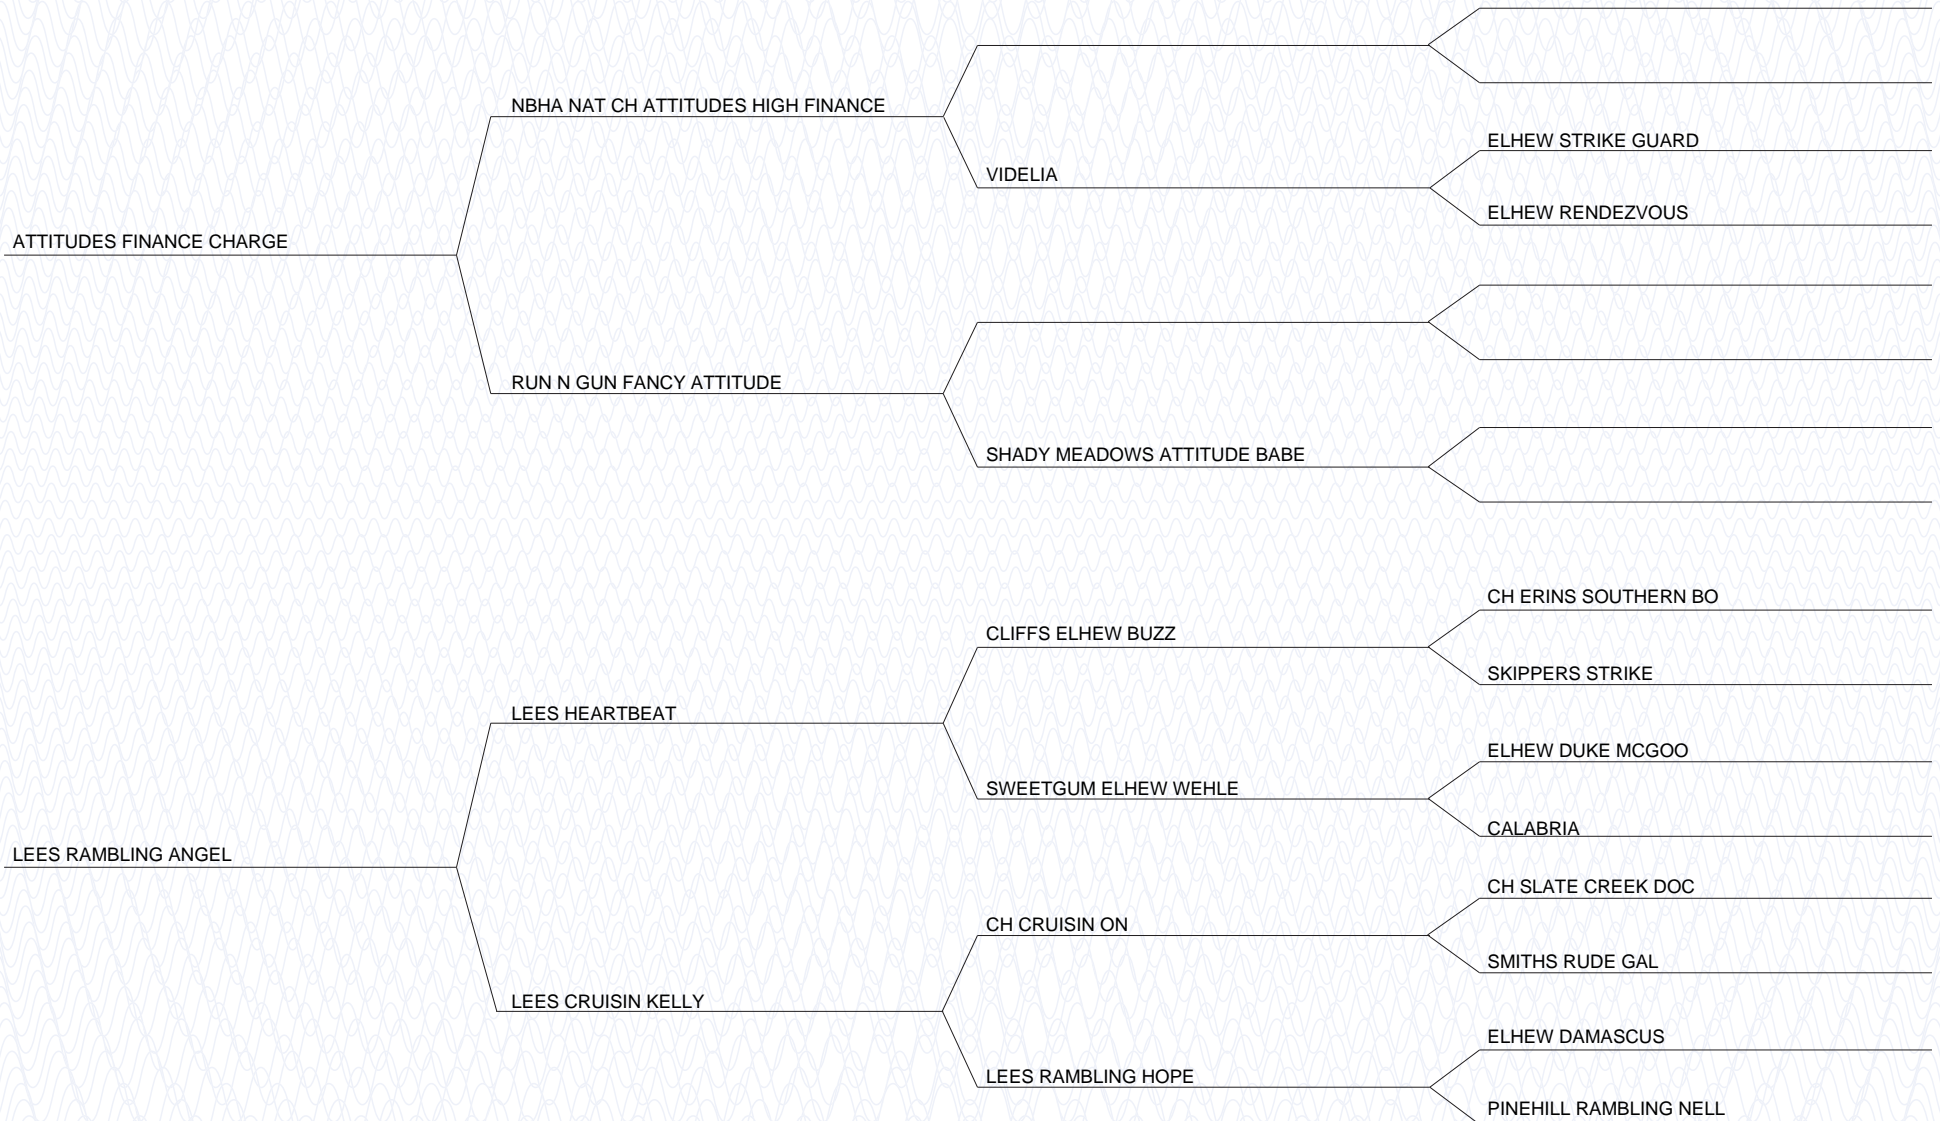 NBHA NAT CH ATTITUDES HIGH FINANCE
ELHEW STRIKE GUARD
VIDELIA
ELHEW RENDEZVOUS
ATTITUDES FINANCE CHARGE
RUN N GUN FANCY ATTITUDE
SHADY MEADOWS ATTITUDE BABE
CH ERINS SOUTHERN BO
CLIFFS ELHEW BUZZ
SKIPPERS STRIKE
LEES HEARTBEAT
ELHEW DUKE MCGOO
SWEETGUM ELHEW WEHLE
CALABRIA
LEES RAMBLING ANGEL
CH SLATE CREEK DOC
CH CRUISIN ON
SMITHS RUDE GAL
LEES CRUISIN KELLY
ELHEW DAMASCUS
LEES RAMBLING HOPE
PINEHILL RAMBLING NELL